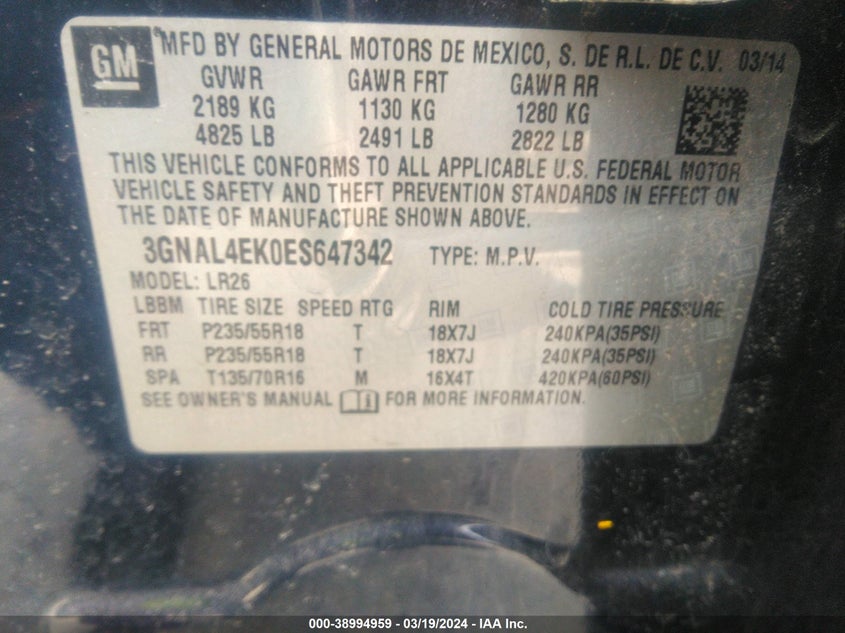 GM
®MFD BY GENERAL MOTORS DE MEXICO, S. DE R.L. DE C.V. 03/14
GVWR GAWR FRT GAWR RR
2189 KG 1130 KG 1280 KG
4825 LB 2491 LB 2822 LB
THIS VEHICLE CONFORMS TO ALL APPLICABLE U.S. FEDERAL MOTOR
VEHICLE SAFETY AND THEFT PREVENTION STANDARDS IN EFFECT ON
THE DATE OF MANUFACTURE SHOWN ABOVE.
3GNAL4EK0ES647342 TYPE: M.P.V.
MODEL: LR26
LBBM TIRE SIZE SPEED RTG RIM COLD TIRE PRESSURE
FRT P235/55R18 T 18X7J 240KPA(35PSI)
RR P235/55R18 T 18X7J 240KPA(35PSI)
SPA T135/70R16 M 16X4T 420KPA(60PSI)
SEE OWNER'S MANUAL i FOR MORE INFORMATION.
000-38994959 - 03/19/2024 - IAA Inc.